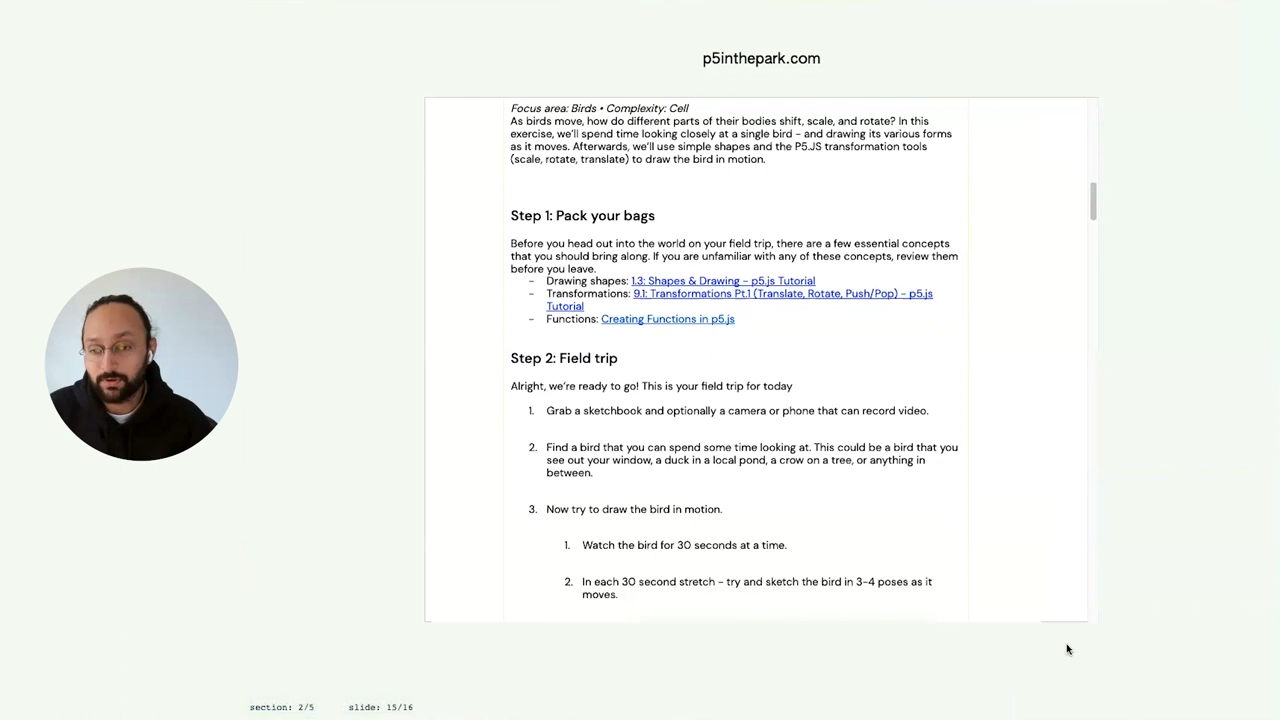 p5inthepark.com
Focus area: Birds • Complexity: Cell
As birds move, how do different parts of their bodies shift, scale, and rotate? In this
exercise, we'll spend time looking closely at a single bird - and drawing its various forms
as it moves. Afterwards, we'll use simple shapes and the P5.JS transformation tools
(scale, rotate, translate) to draw the bird in motion.
Step 1: Pack your bags
Before you head out into the world on your field trip, there are a few essential concepts
that you should bring along. If you are unfamiliar with any of these concepts, review them
before you leave.
- Drawing shapes: 1.3: Shapes & Drawing - p5.js Tutorial
- Transformations: 9.1: Transformations Pt.1 (Translate, Rotate, Push/Pop) - p5.js
Tutorial
- Functions: Creating Functions in p5.js
Step 2: Field trip
Alright, we're ready to go! This is your field trip for today
1. Grab a sketchbook and optionally a camera or phone that can record video.
2. Find a bird that you can spend some time looking at. This could be a bird that you
see out your window, a duck in a local pond, a crow on a tree, or anything in
between.
3. Now try to draw the bird in motion.
1. Watch the bird for 30 seconds at a time.
2. In each 30 second stretch - try and sketch the bird in 3-4 poses as it
moves.
section: 2/5 slide: 15/16